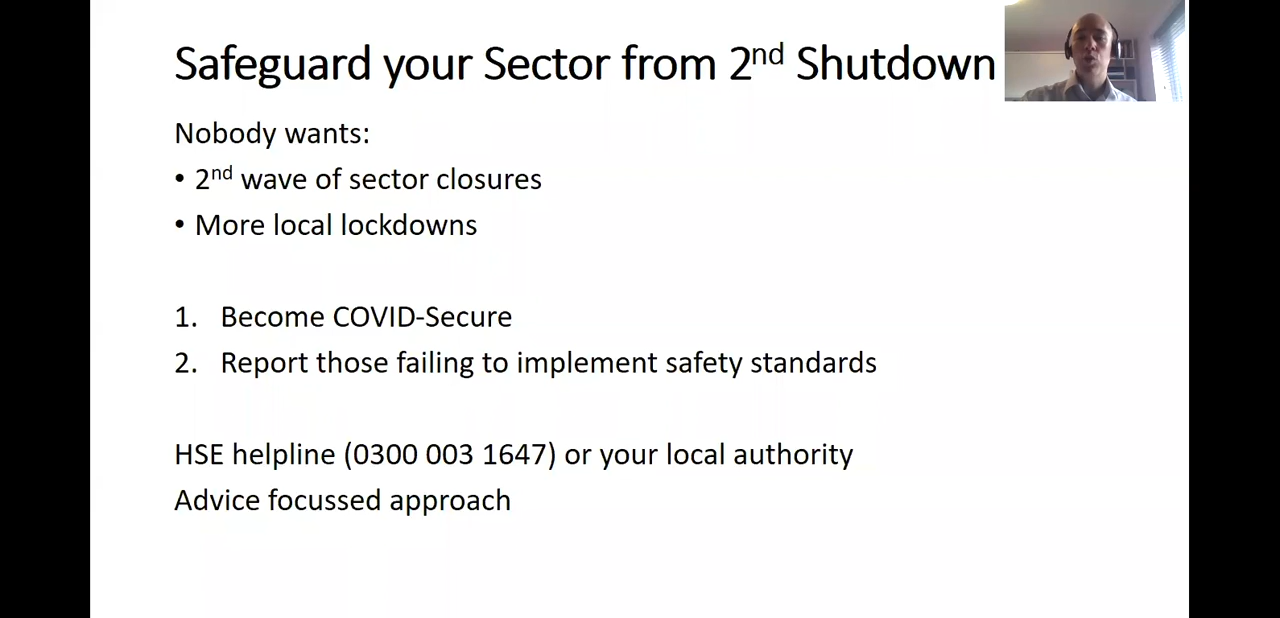 Safeguard your Sector from 2nd Shutdown
Nobody wants:
• 2nd wave of sector closures
• More local lockdowns
1. Become COVID-Secure
2. Report those failing to implement safety standards
HSE helpline (0300 003 1647) or your local authority
Advice focussed approach